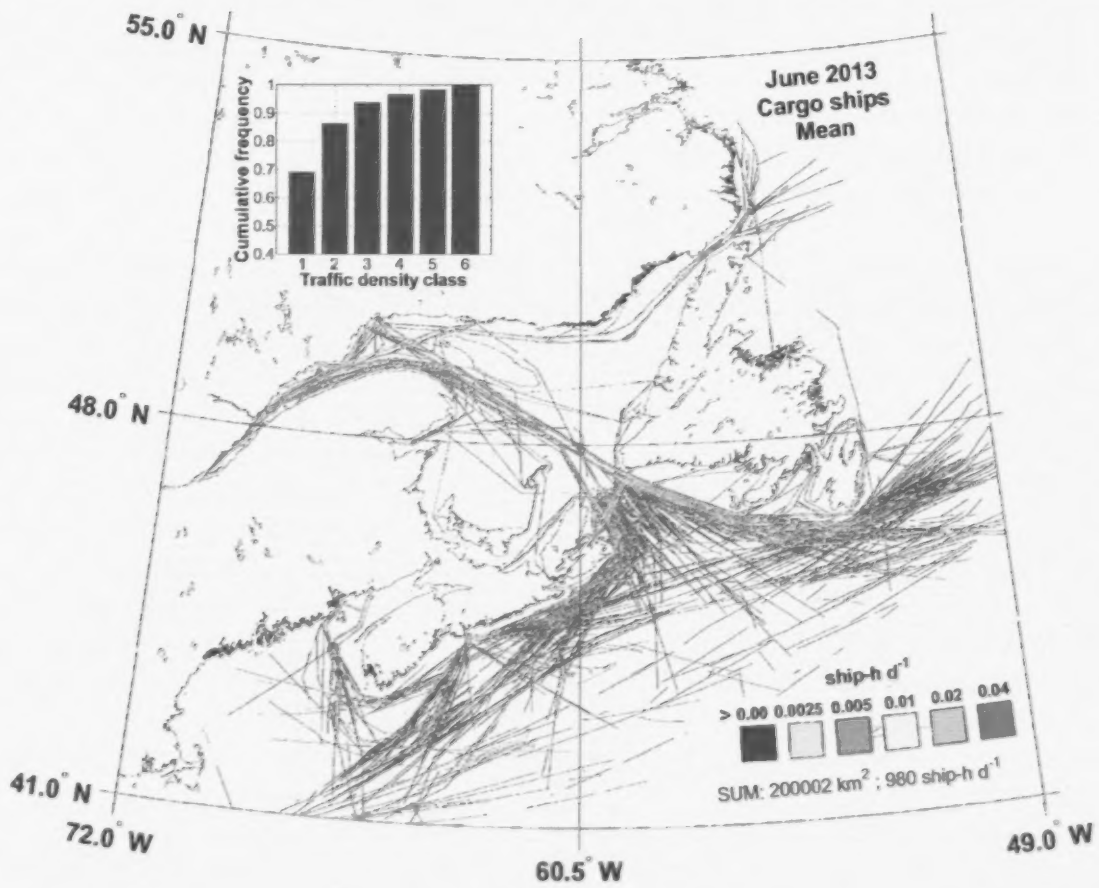 55.0° N
June 2013
Cargo ships
Mean
Cumulative frequency
1
0.9
0.8
0.7
0.6
0.5
0.4
1 2 3 4 5 6
Traffic density class
48.0° N
ship-h d⁻¹
> 0.00 0.0025 0.005 0.01 0.02 0.04
SUM: 200002 km² ; 980 ship-h d⁻¹
41.0° N
72.0° W
60.5° W
49.0° W